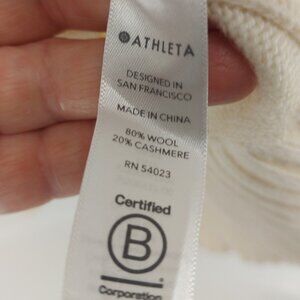 ATHLETA
DESIGNED IN
SAN FRANCISCO
MADE IN CHINA
80% WOOL
20% CASHMERE
RN 54023
Certified
B
Corporation